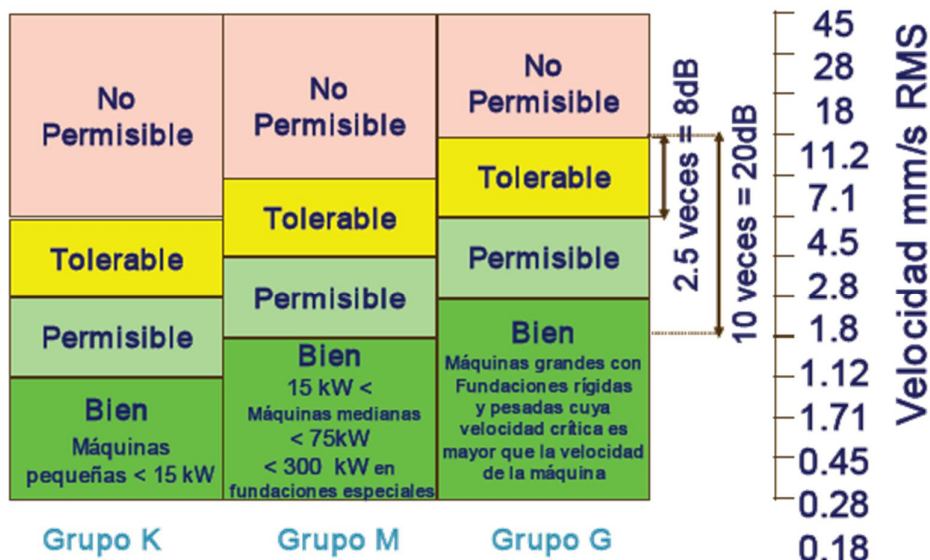 No
Permisible
Tolerable
Permisible
Bien
Máquinas
pequeñas < 15 kW
Grupo K
No
Permisible
Tolerable
Permisible
Bien
15 kW <
Máquinas medianas
< 75kW
< 300 kW en
fundaciones especiales
Grupo M
No
Permisible
Tolerable
Permisible
Bien
Máquinas grandes con
Fundaciones rígidas
y pesadas cuya
velocidad crítica es
mayor que la velocidad
de la máquina
Grupo G
2.5 veces = 8dB
10 veces = 20dB
45
28
18
11.2
7.1
4.5
2.8
1.8
1.12
1.71
0.45
0.28
0.18
Velocidad mm/s RMS